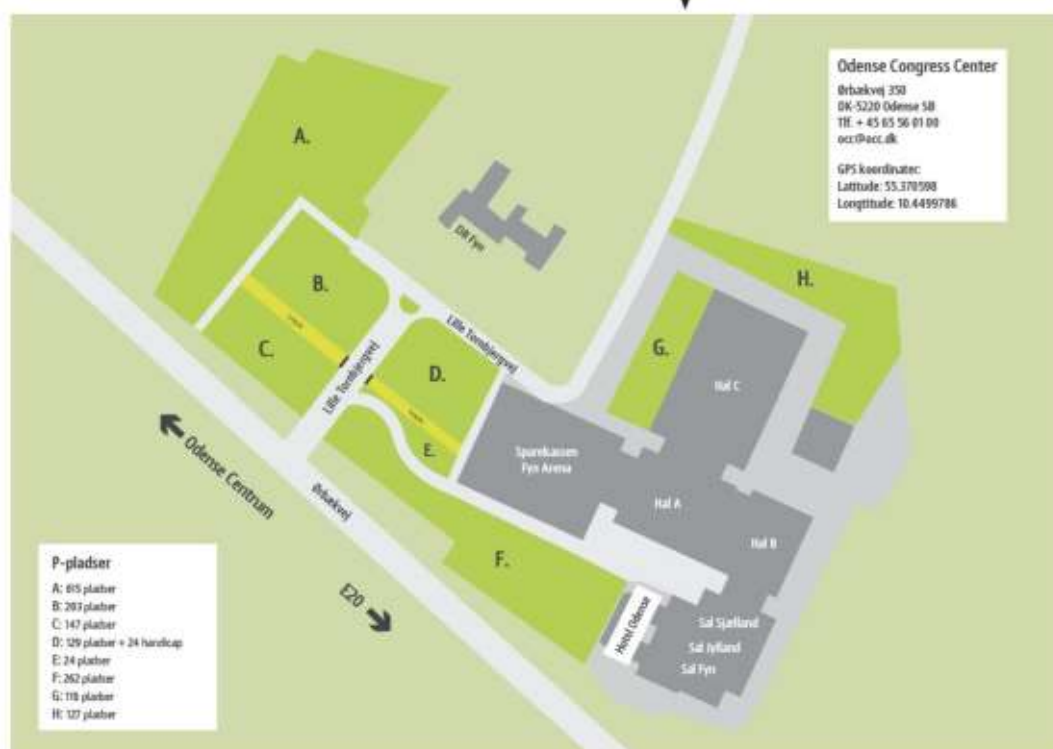 Odense Congress Center
Ørbækvej 350
DK-5220 Odense SØ
Tlf. + 45 65 56 01 00
occ@occ.dk
GPS koordinater:
Latitude: 55.370598
Longtitude: 10.4499786
A.
DR Fyn
B.
H.
Lille Tornbjergvej
G.
C.
D.
Hal C
Lille Tornbjergvej
E.
Sparekassen
Fyn Arena
Odense Centrum
Ørbækvej
Hal A
Hal B
F.
E20
Hotel Odense
Sal Sjælland
Sal Jylland
Sal Fyn
P-pladser
A: 615 pladser
B: 203 pladser
C: 147 pladser
D: 129 pladser + 24 handicap
E: 24 pladser
F: 262 pladser
G: 118 pladser
H: 127 pladser